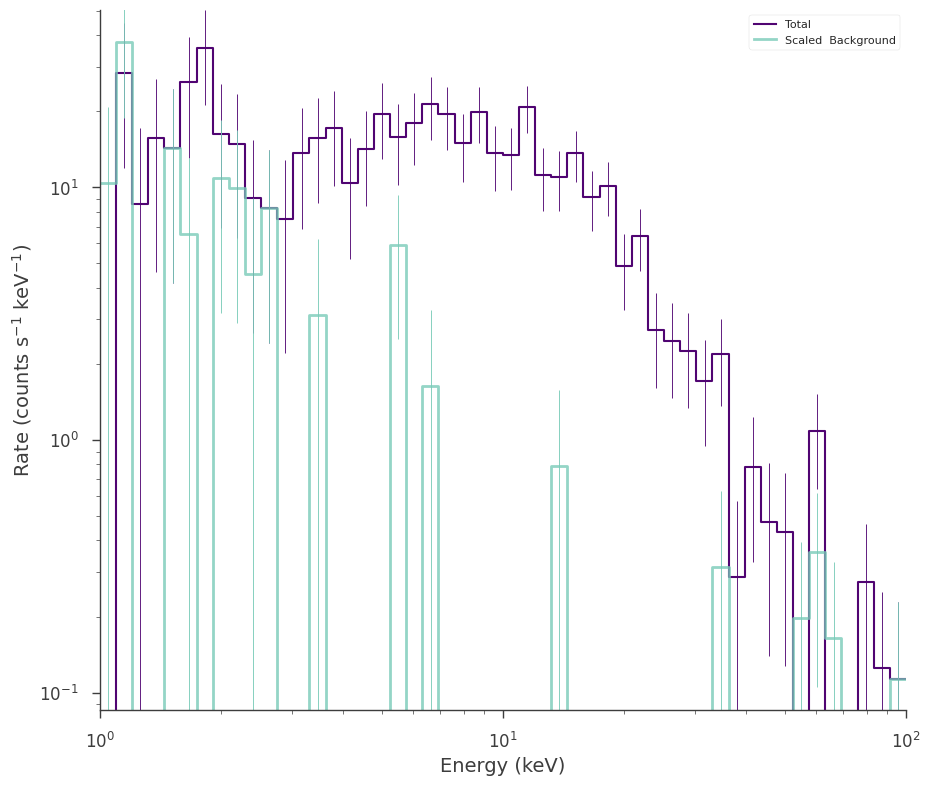 Total
Scaled  Background
Rate (counts s⁻¹ keV⁻¹)
10¹
10⁰
10⁻¹
10⁰ 10¹ 10²
Energy (keV)